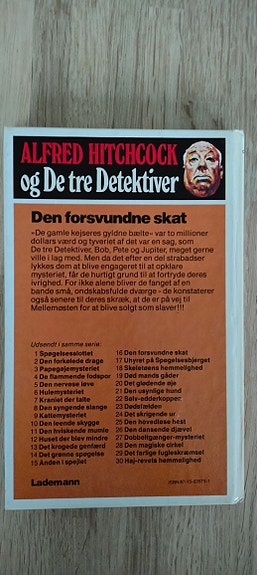 ALFRED HITCHCOCK
og De tre Detektiver
Den forsvundne skat
»De gamle kejseres gyldne bælte« var to millioner
dollars værd og tyveriet af det var en sag, som
De tre Detektiver, Bob, Pete og Jupiter, meget gerne
ville i lag med. Men da det efter en del strabadser
lykkes dem at blive engageret til at opklare
mysteriet, får de hurtigt grund til at fortryde deres
ivrighed. For ikke alene bliver de fanget af en
bande små, ondskabsfulde dværge - de konstaterer
også senere til deres skræk, at de er på vej til
Mellemøsten for at blive solgt som slaver!!!
Udsendt i samme serie:
1 Spøgelsesslottet
2 Den forkølede drage
3 Papegøjemysteriet
4 De flammende fodspor
5 Den nervøse løve
6 Hulemysteriet
7 Kraniet der talte
8 Den syngende slange
9 Kattemysteriet
10 Den leende skygge
11 Den hviskende mumie
12 Huset der blev mindre
13 Det krogede genfærd
14 Det grønne spøgelse
15 Ånden i spejlet
16 Den forsvundne skat
17 Uhyret på Spøgelsesbjerget
18 Skelettens hemmelighed
19 Død mands gåder
20 Det glødende øje
21 Den usynlige hund
22 Sølv-edderkopper
23 Dødsfælden
24 Det skrigende ur
25 Den hovedløse hest
26 Den dansende djævel
27 Dobbeltgænger-mysteriet
28 Den magiske cirkel
29 Det farlige fugleskræmsel
30 Haj-revets hemmelighed
Lademann